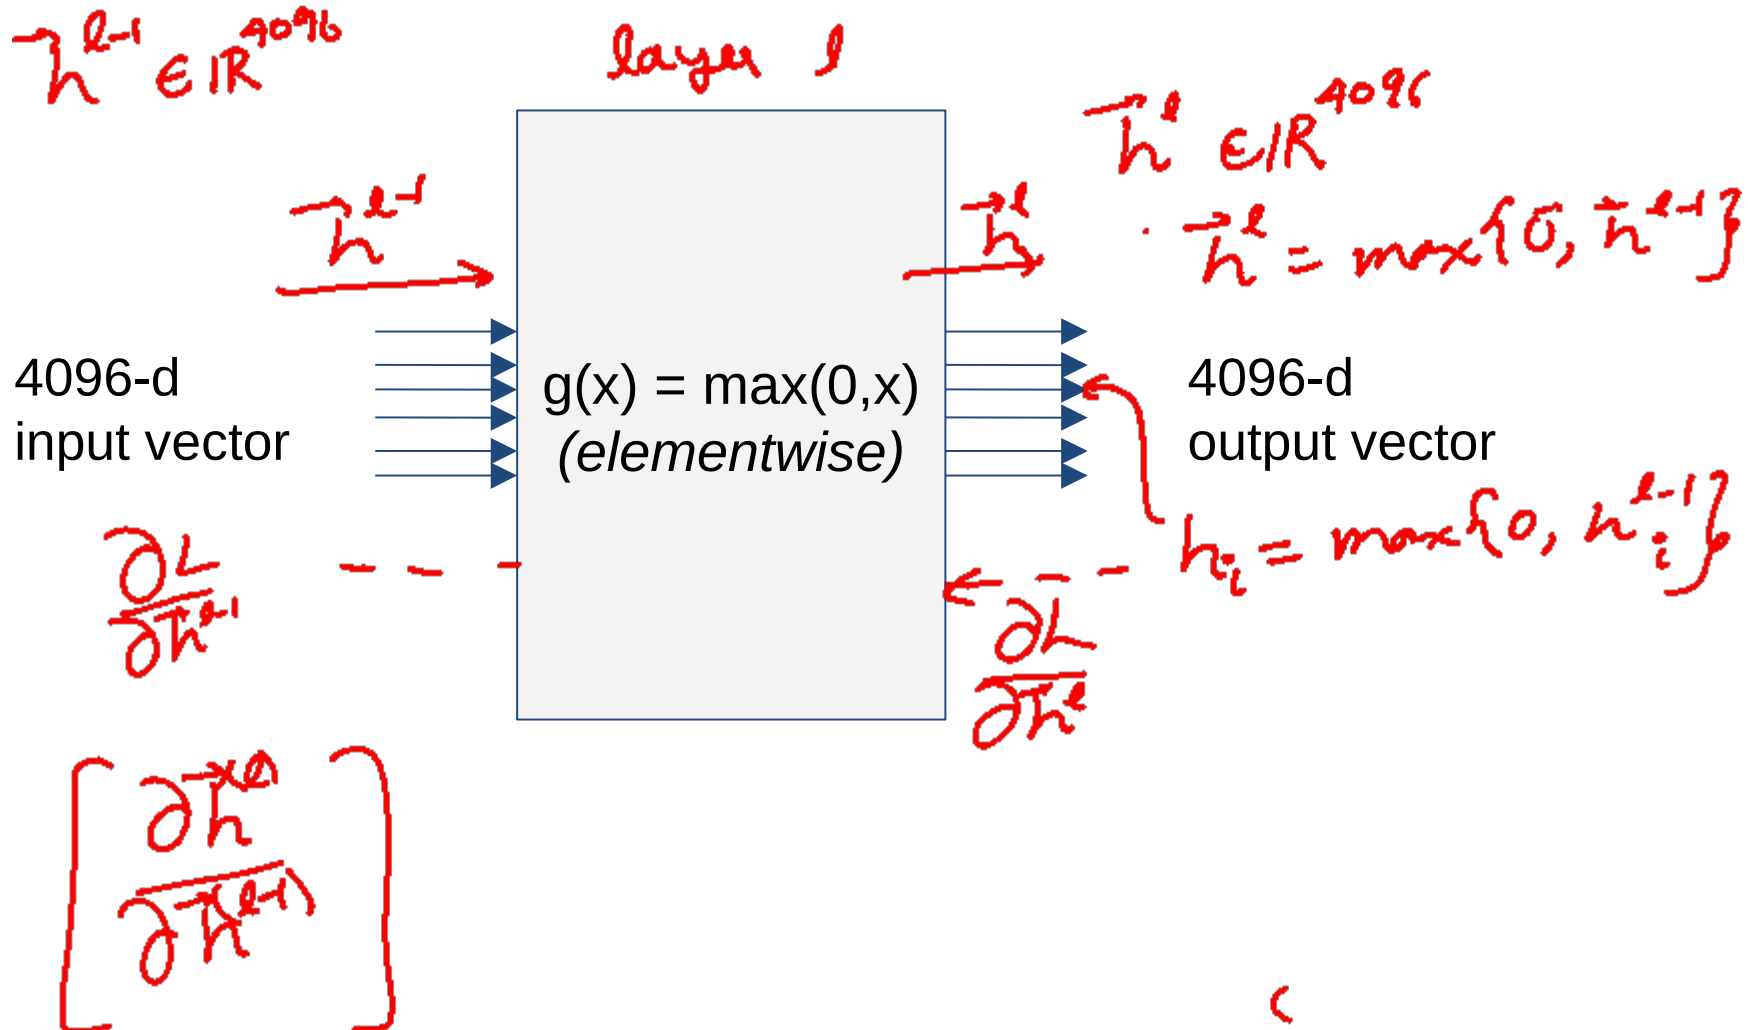 h⃗^{l-1} ∈ ℝ^{4096}
layer l
h⃗^{l} ∈ ℝ^{4096}
h⃗^{l-1}
h⃗^{l}
h⃗^{l} = max{0, h⃗^{l-1}}
4096-d
input vector
g(x) = max(0,x)
(elementwise)
4096-d
output vector
h_i = max{0, h_i^{l-1}}
∂L/∂h⃗^{l-1}
∂L/∂h⃗^{l}
[∂h⃗^{(l)}/∂h⃗^{(l-1)}]
(